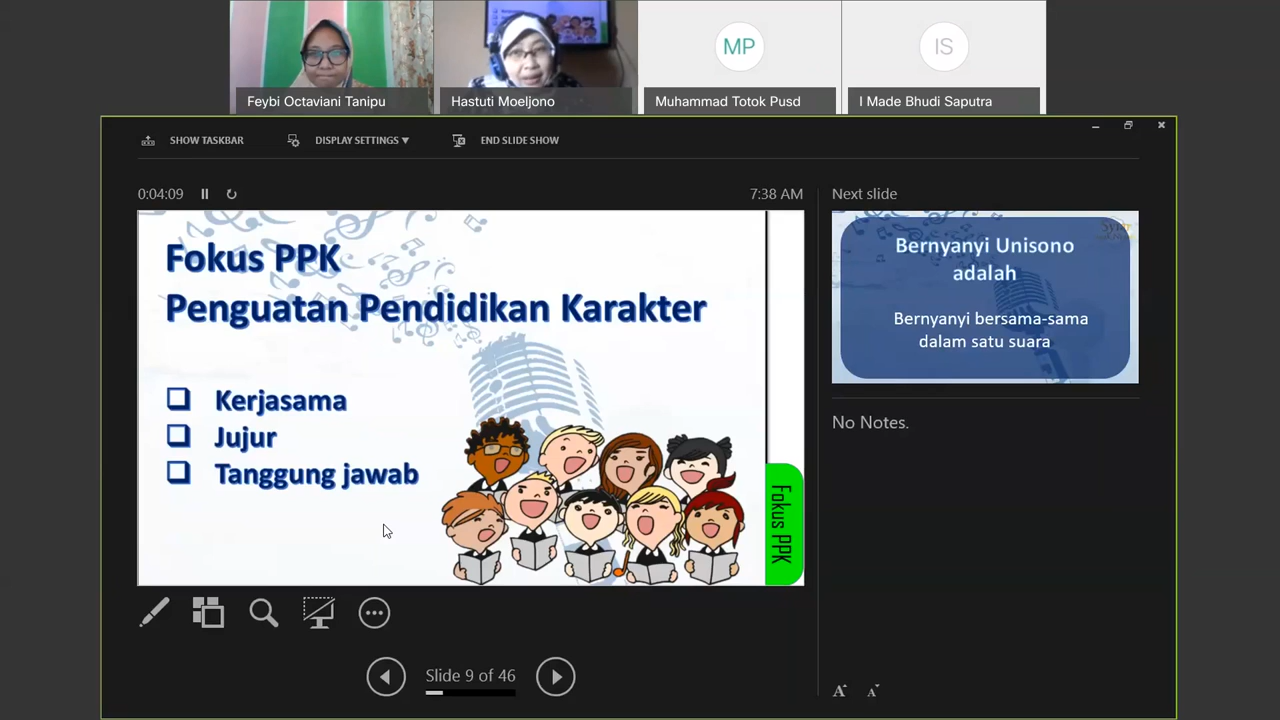 MP
IS
Feybi Octaviani Tanipu
Hastuti Moeljono
Muhammad Totok Pusd
I Made Bhudi Saputra
SHOW TASKBAR
DISPLAY SETTINGS ▼
END SLIDE SHOW
0:04:09
7:38 AM
Fokus PPK
Penguatan Pendidikan Karakter
Kerjasama
Jujur
Tanggung jawab
Fokus PPK
Next slide
Bernyanyi Unisono
adalah
Bernyanyi bersama-sama
dalam satu suara
No Notes.
Slide 9 of 46
A A